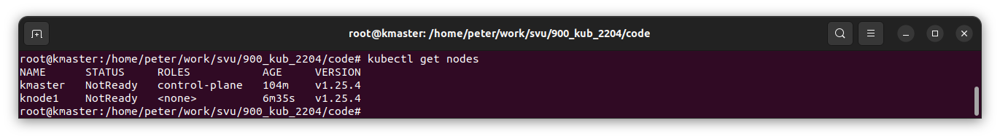 root@kmaster: /home/peter/work/svu/900_kub_2204/code
root@kmaster:/home/peter/work/svu/900_kub_2204/code# kubectl get nodes
NAME      STATUS     ROLES           AGE     VERSION
kmaster   NotReady   control-plane   104m    v1.25.4
knode1    NotReady   <none>          6m35s   v1.25.4
root@kmaster:/home/peter/work/svu/900_kub_2204/code#